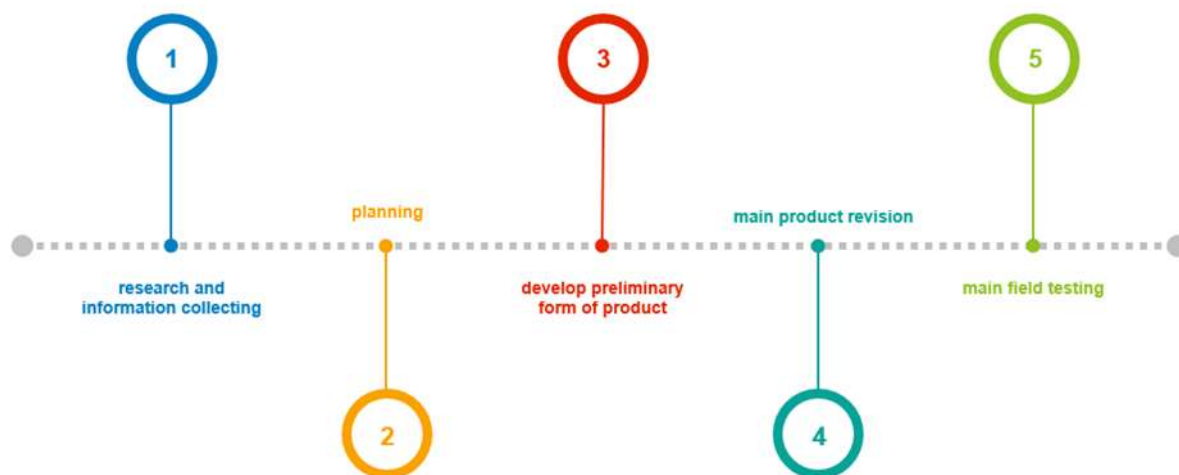 1
3
5
planning
main product revision
research and
information collecting
develop preliminary
form of product
main field testing
2
4